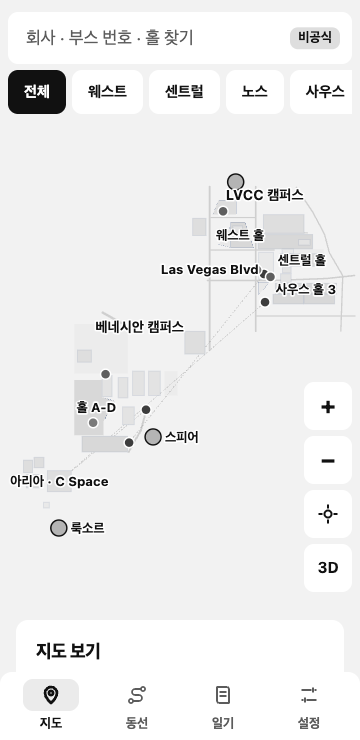 회사 · 부스 번호 · 홀 찾기
비공식
전체
웨스트
센트럴
노스
사우스
LVCC 캠퍼스
웨스트 홀
센트럴 홀
Las Vegas Blvd
사우스 홀 3
베네시안 캠퍼스
홀 A-D
스피어
아리아 · C Space
룩소르
+
−
3D
지도 보기
지도
동선
일기
설정